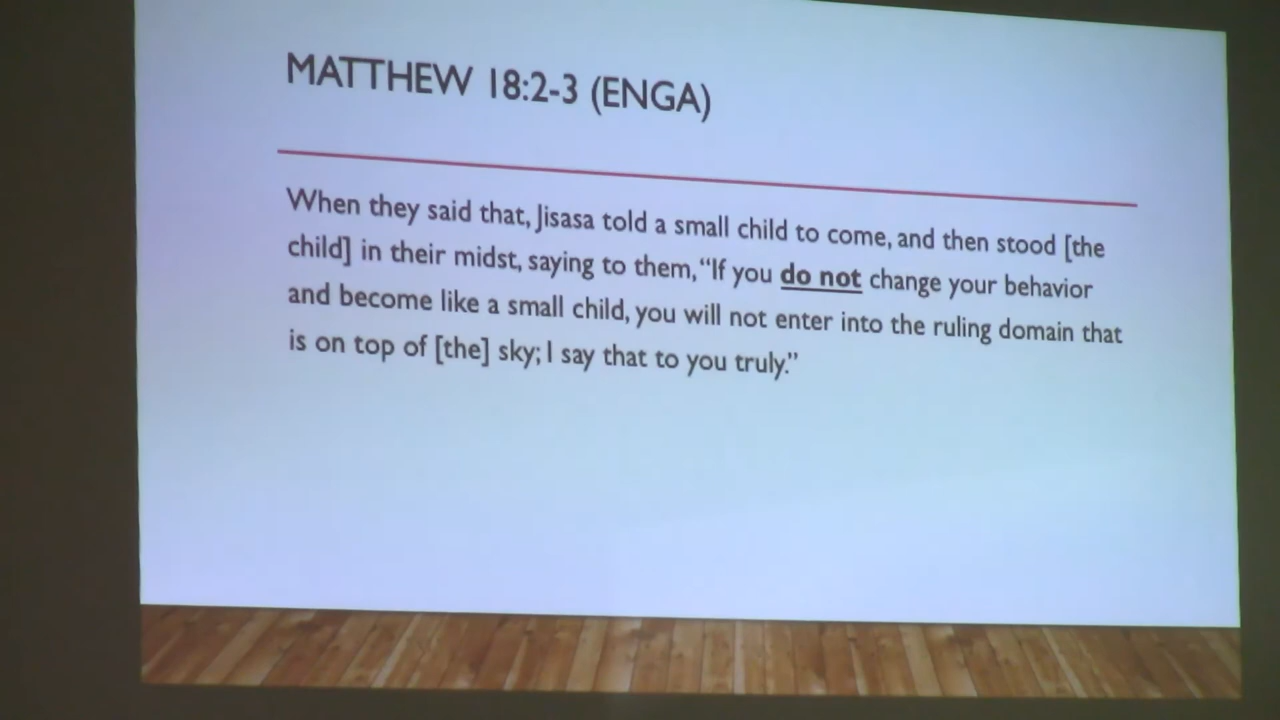 MATTHEW 18:2-3 (ENGA)
When they said that, Jisasa told a small child to come, and then stood [the
child] in their midst, saying to them, “If you do not change your behavior
and become like a small child, you will not enter into the ruling domain that
is on top of [the] sky; I say that to you truly.”